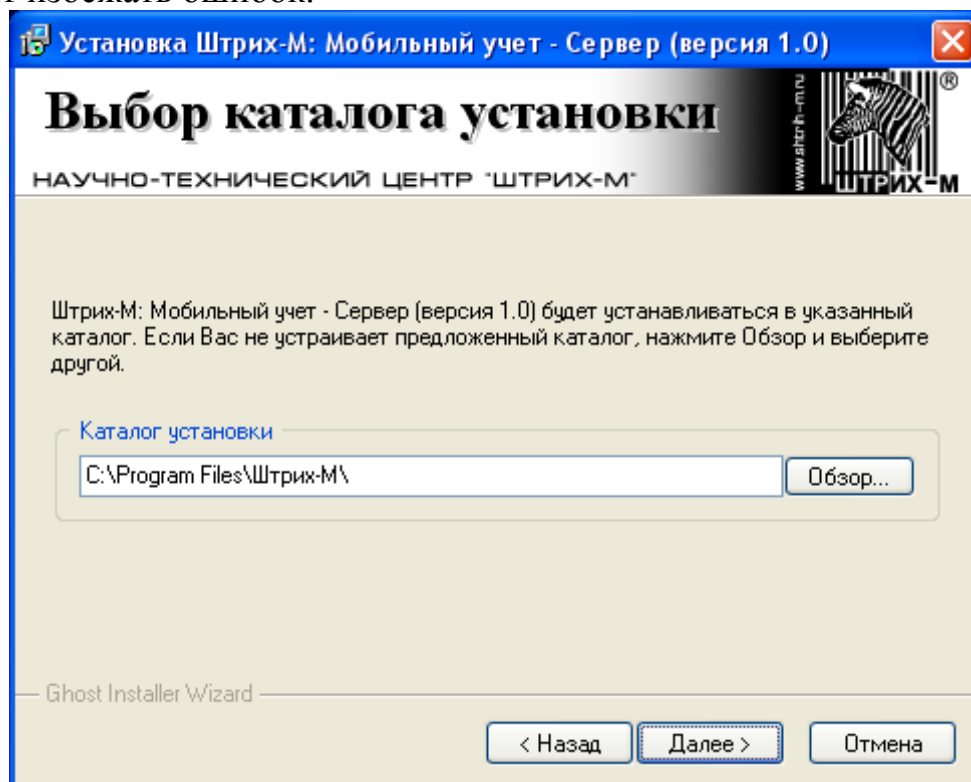 избежать ошибок.
Установка Штрих-М: Мобильный учет - Сервер (версия 1.0)
Выбор каталога установки
НАУЧНО-ТЕХНИЧЕСКИЙ ЦЕНТР "ШТРИХ-М"
www.shtrih-m.ru
®
ШТРИХ-М
Штрих-М: Мобильный учет - Сервер (версия 1.0) будет устанавливаться в указанный
каталог. Если Вас не устраивает предложенный каталог, нажмите Обзор и выберите
другой.
Каталог установки
C:\Program Files\Штрих-М\
Обзор...
Ghost Installer Wizard
< Назад
Далее >
Отмена